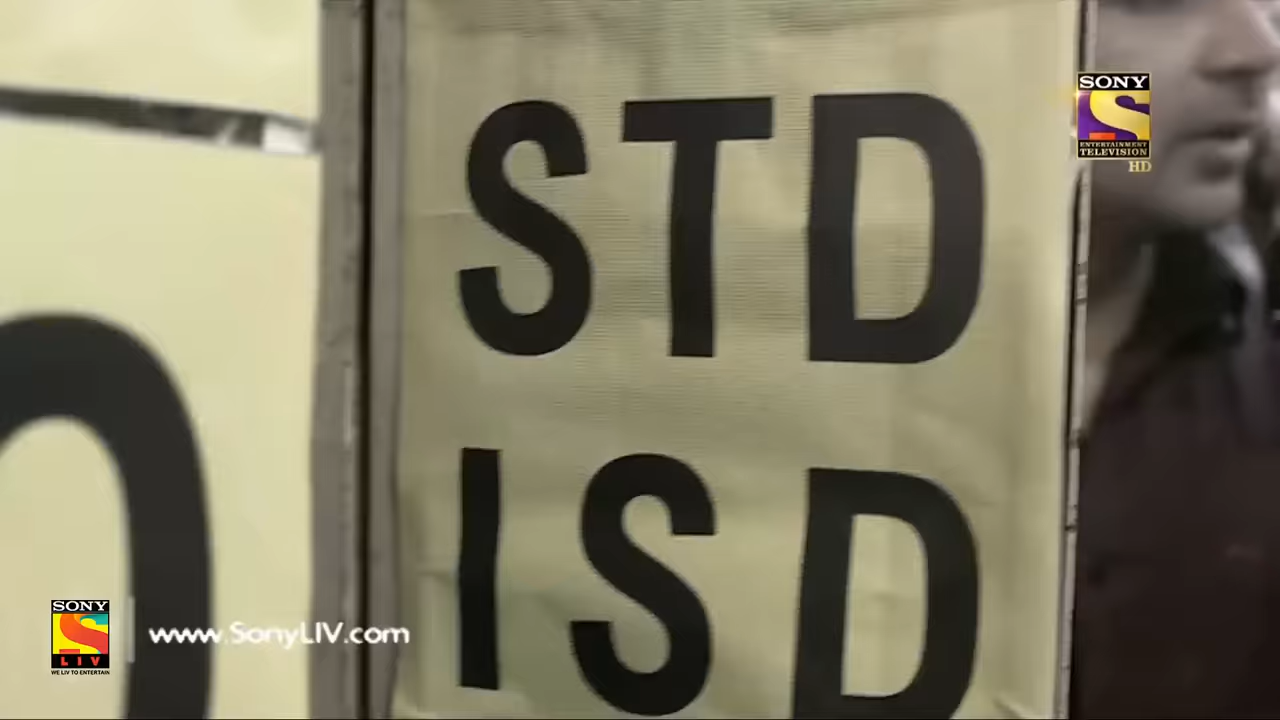 STD
ISD
SONY
ENTERTAINMENT
TELEVISION
HD
SONY
LIV
WE LIV TO ENTERTAIN
www.SonyLIV.com